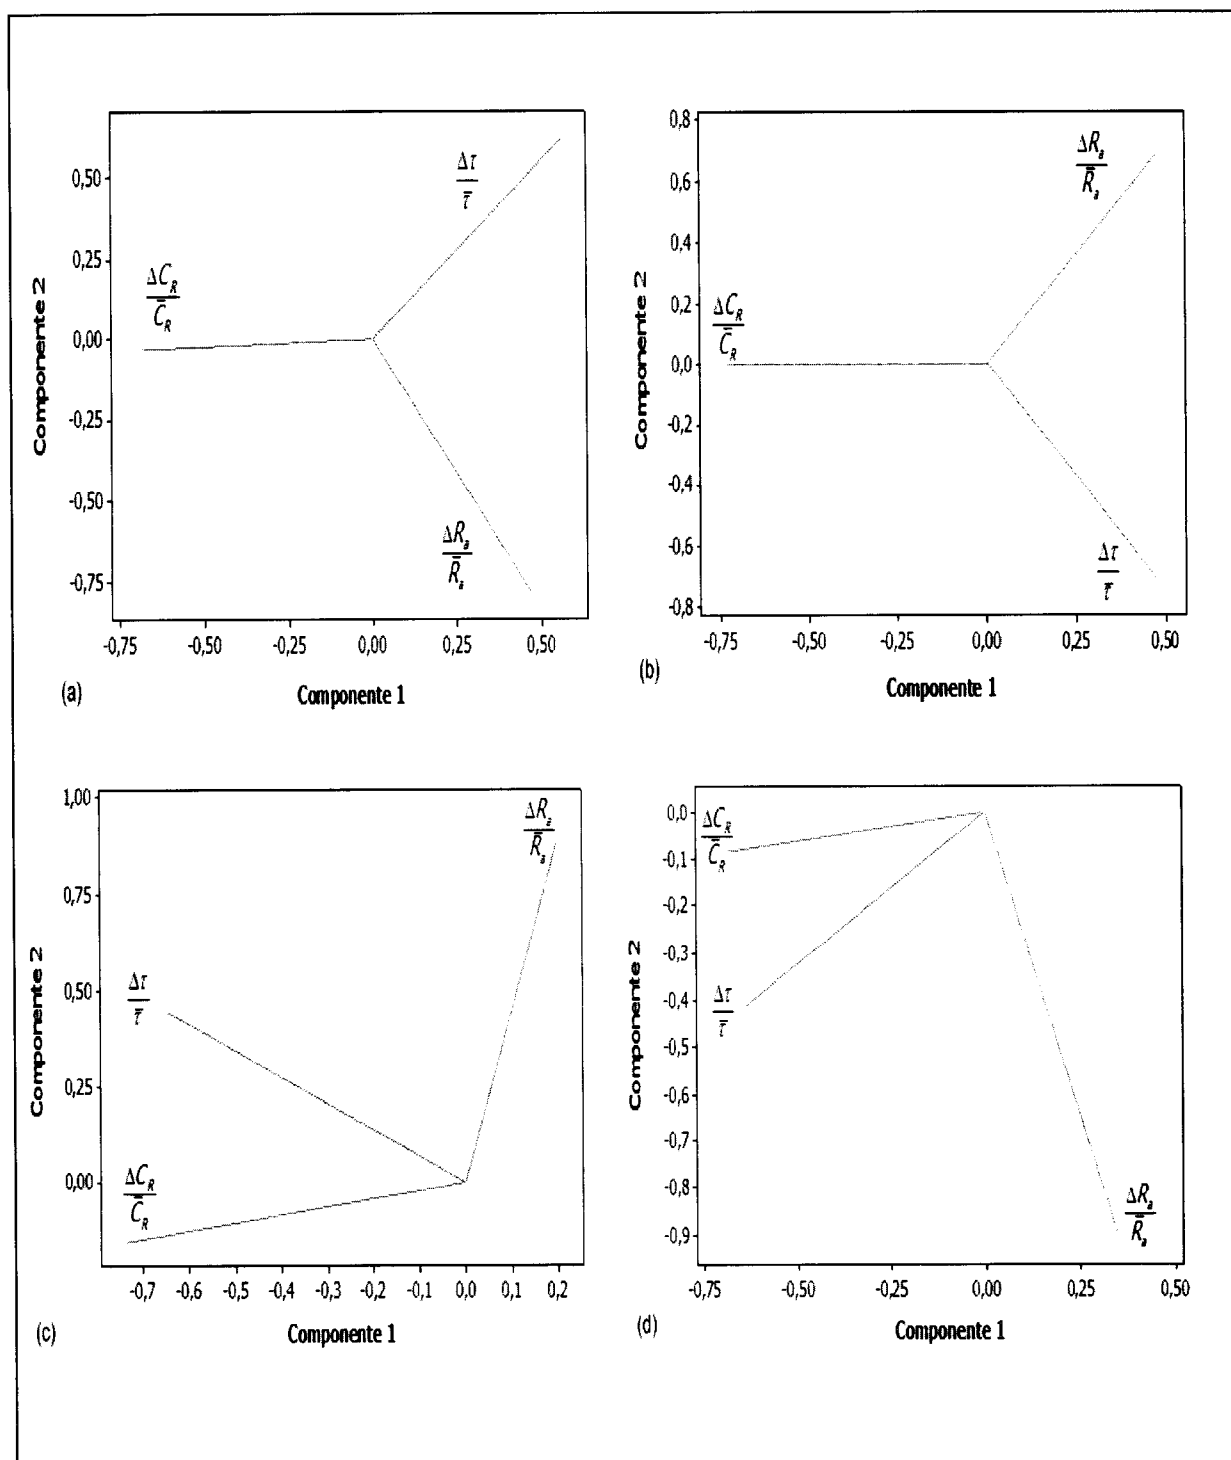 0,50
0,25
0,00
-0,25
-0,50
-0,75
Componente 2
Δτ
τ̄
ΔC_R
C̄_R
ΔR_a
R̄_a
-0,75 -0,50 -0,25 0,00 0,25 0,50
(a)
Componente 1
0,8
0,6
0,4
0,2
0,0
-0,2
-0,4
-0,6
-0,8
Componente 2
ΔR_a
R̄_a
ΔC_R
C̄_R
Δτ
τ̄
-0,75 -0,50 -0,25 0,00 0,25 0,50
(b)
Componente 1
1,00
0,75
0,50
0,25
0,00
Componente 2
ΔR_a
R̄_a
Δτ
τ̄
ΔC_R
C̄_R
-0,7 -0,6 -0,5 -0,4 -0,3 -0,2 -0,1 0,0 0,1 0,2
(c)
Componente 1
0,0
-0,1
-0,2
-0,3
-0,4
-0,5
-0,6
-0,7
-0,8
-0,9
Componente 2
ΔC_R
C̄_R
Δτ
τ̄
ΔR_a
R̄_a
-0,75 -0,50 -0,25 0,00 0,25 0,50
(d)
Componente 1